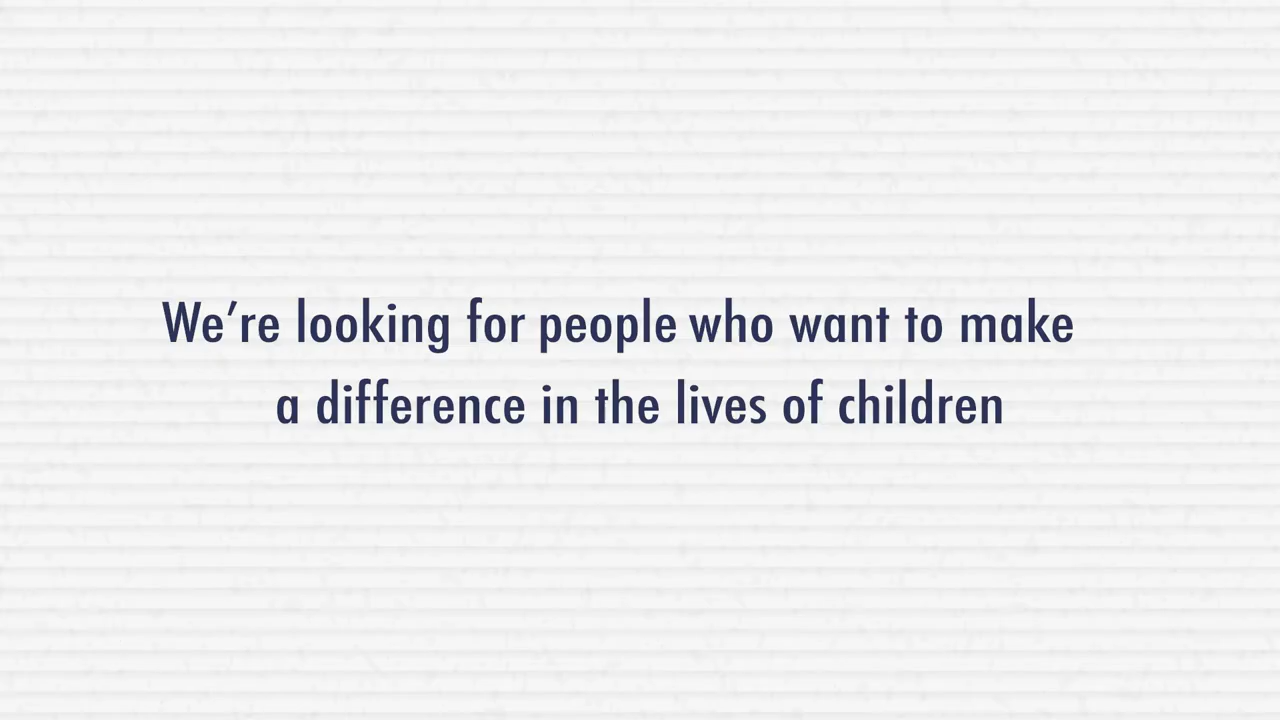 We’re looking for people who want to make
a difference in the lives of children